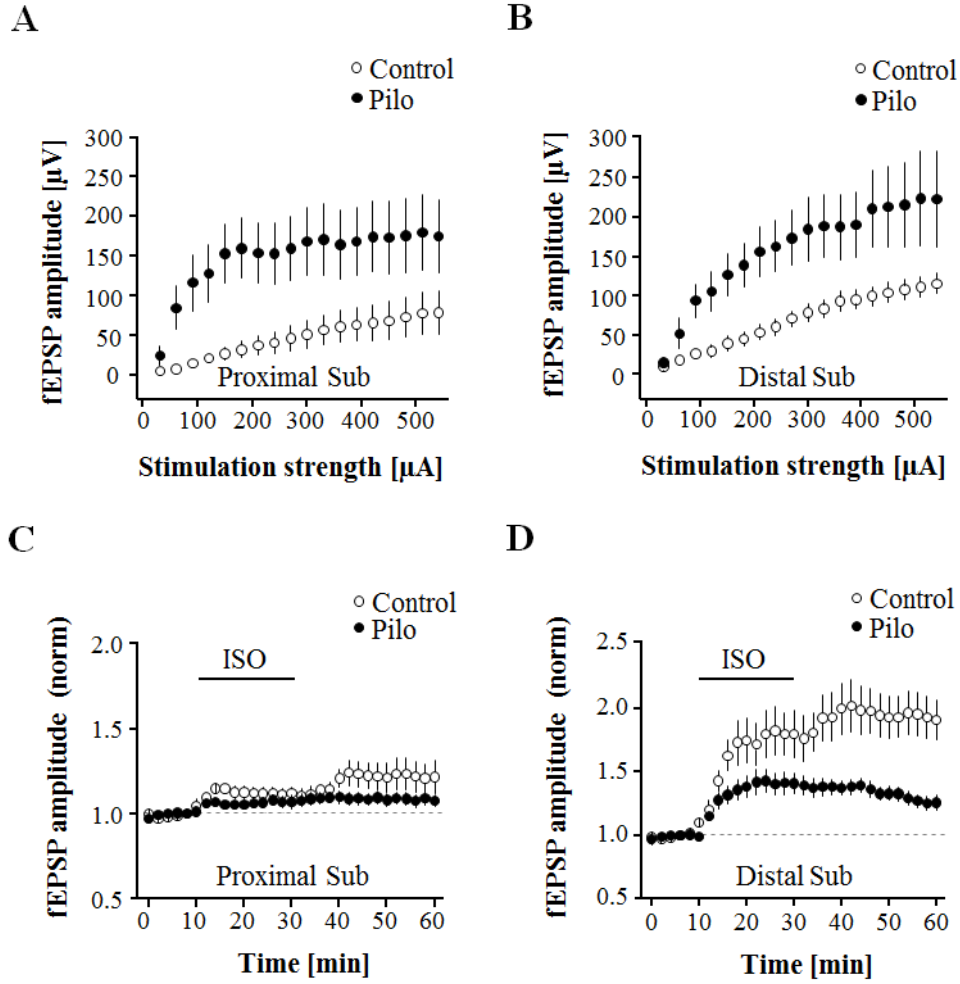 A
Control
Pilo
fEPSP amplitude [µV]
300
250
200
150
100
50
0
Proximal Sub
0 100 200 300 400 500
Stimulation strength [µA]
B
Control
Pilo
fEPSP amplitude [µV]
300
250
200
150
100
50
0
Distal Sub
0 100 200 300 400 500
Stimulation strength [µA]
C
Control
Pilo
fEPSP amplitude (norm)
2.0
1.5
1.0
0.5
ISO
Proximal Sub
0 10 20 30 40 50 60
Time [min]
D
Control
Pilo
fEPSP amplitude (norm)
2.5
2.0
1.5
1.0
0.5
ISO
Distal Sub
0 10 20 30 40 50 60
Time [min]